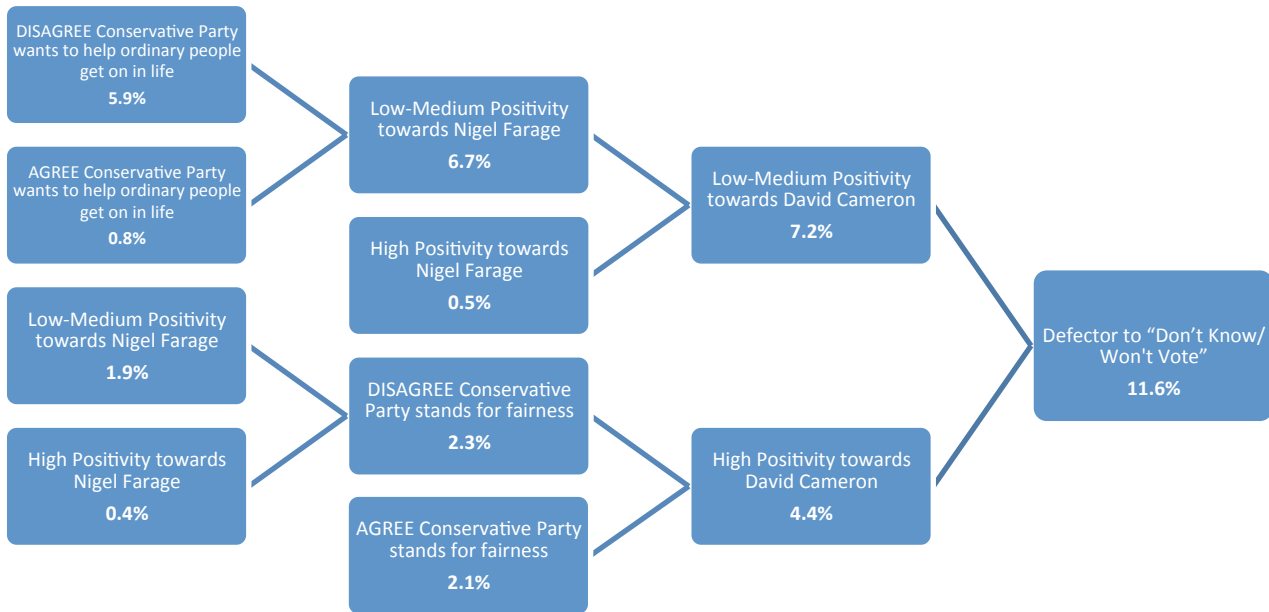 DISAGREE Conservative Party
wants to help ordinary people
get on in life
5.9%
AGREE Conservative Party
wants to help ordinary people
get on in life
0.8%
Low-Medium Positivity
towards Nigel Farage
1.9%
High Positivity towards
Nigel Farage
0.4%
Low-Medium Positivity
towards Nigel Farage
6.7%
High Positivity towards
Nigel Farage
0.5%
DISAGREE Conservative
Party stands for fairness
2.3%
AGREE Conservative Party
stands for fairness
2.1%
Low-Medium Positivity
towards David Cameron
7.2%
High Positivity towards
David Cameron
4.4%
Defector to “Don’t Know/
Won't Vote”
11.6%